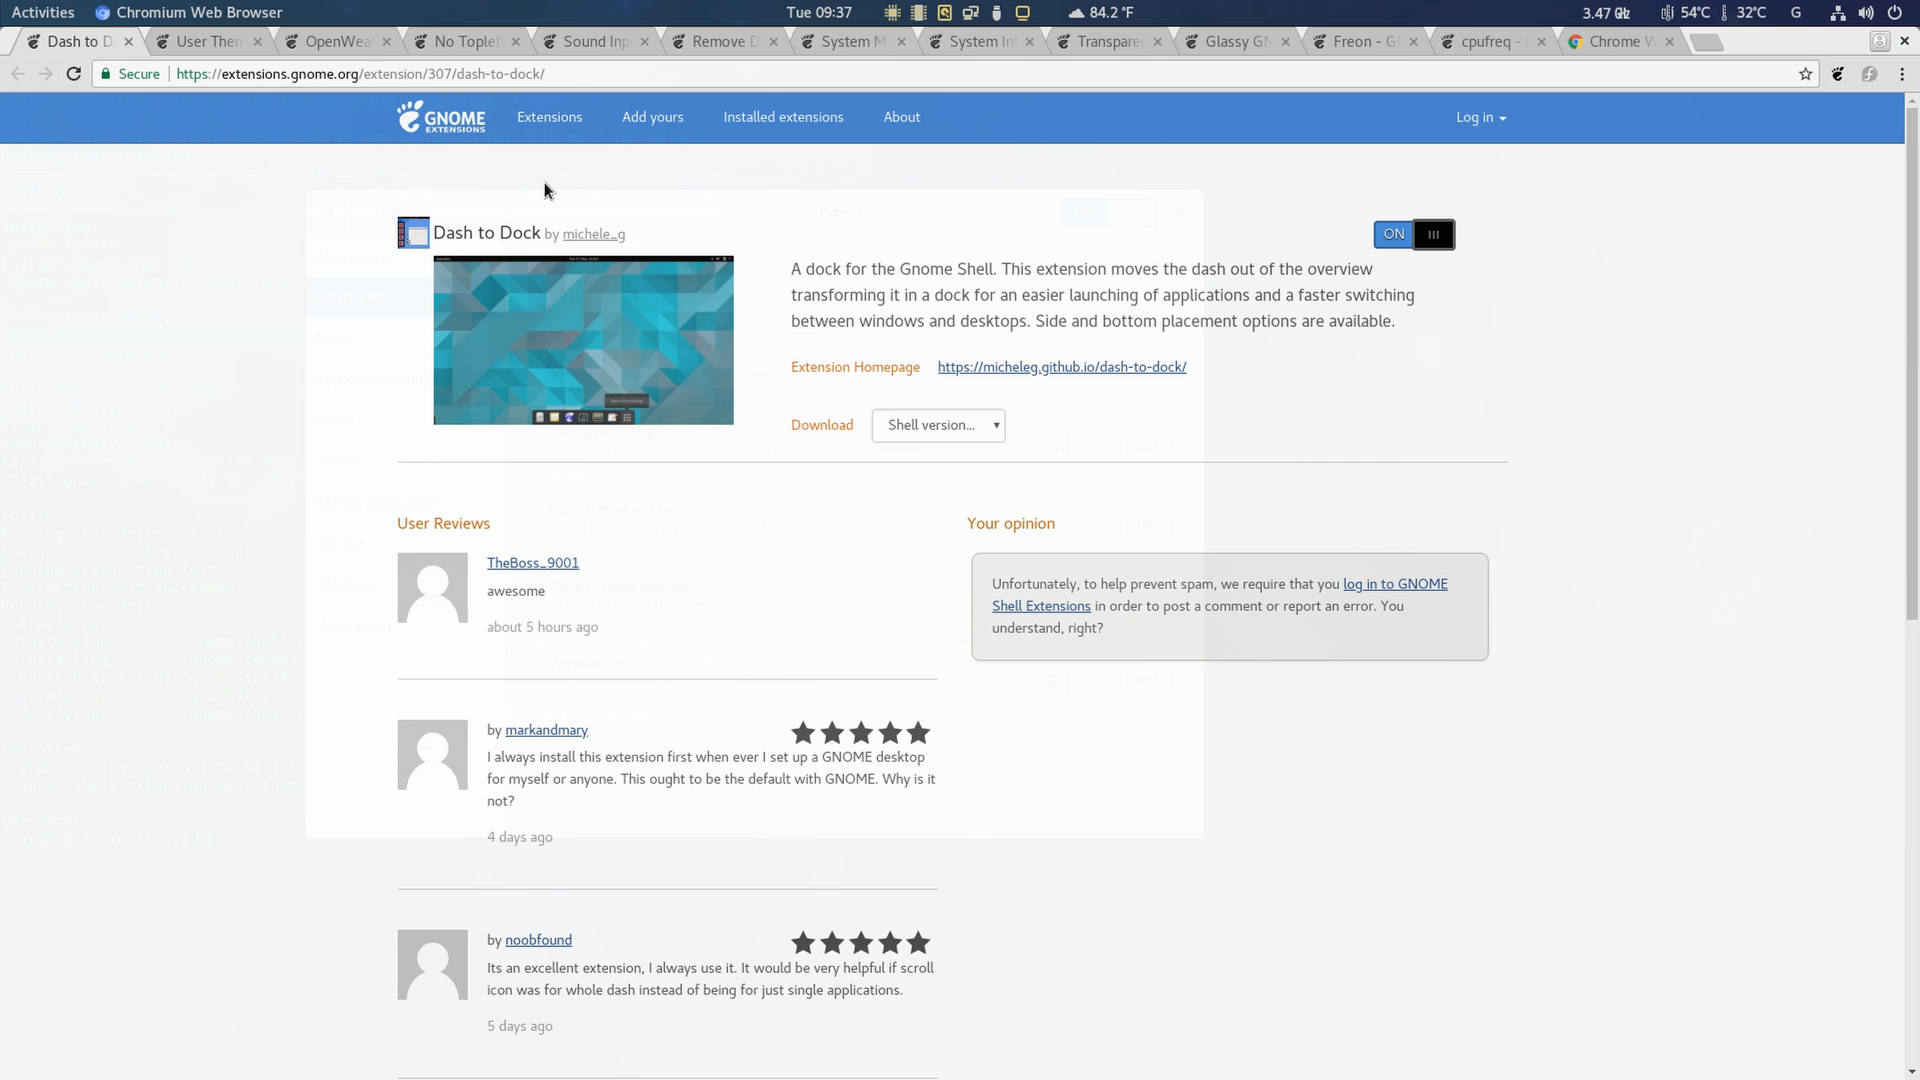 Activities Chromium Web Browser Tue 09:37 84.2 °F 3.47 GHz 54°C 32°C G
Dash to D User Them OpenWea No Toplef Sound Inp Remove D System M System In Transpare Glassy GN Freon - G cpufreq - Chrome W
Secure https://extensions.gnome.org/extension/307/dash-to-dock/
GNOME EXTENSIONS Extensions Add yours Installed extensions About Log in
Dash to Dock by michele_g ON
A dock for the Gnome Shell. This extension moves the dash out of the overview
transforming it in a dock for an easier launching of applications and a faster switching
between windows and desktops. Side and bottom placement options are available.
Extension Homepage https://micheleg.github.io/dash-to-dock/
Download Shell version...
User Reviews
TheBoss_9001
awesome
about 5 hours ago
Your opinion
Unfortunately, to help prevent spam, we require that you log in to GNOME
Shell Extensions in order to post a comment or report an error. You
understand, right?
by markandmary
I always install this extension first when ever I set up a GNOME desktop
for myself or anyone. This ought to be the default with GNOME. Why is it
not?
4 days ago
by noobfound
Its an excellent extension, I always use it. It would be very helpful if scroll
icon was for whole dash instead of being for just single applications.
5 days ago